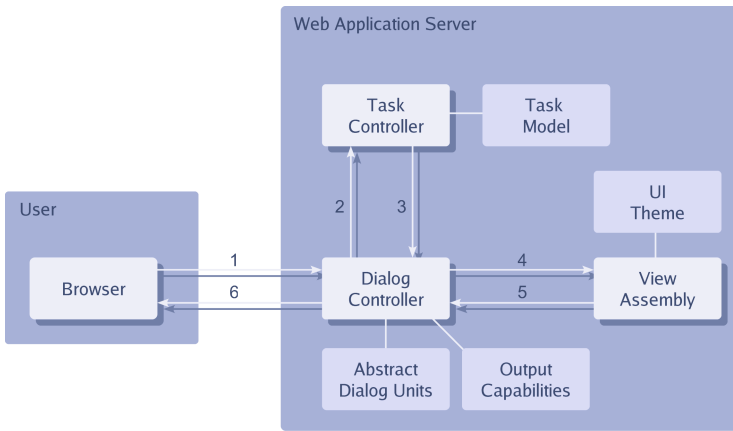 Web Application Server
Task
Controller
Task
Model
2
3
UI
Theme
User
1
4
Browser
Dialog
Controller
View
Assembly
6
5
Abstract
Dialog Units
Output
Capabilities